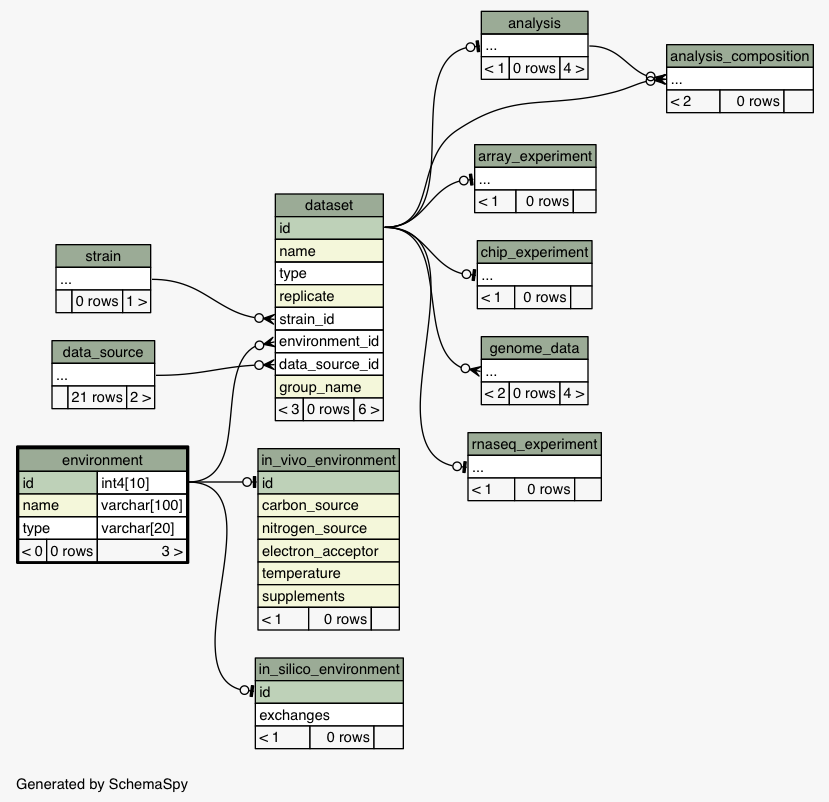 analysis
...
< 1 0 rows 4 >
analysis_composition
...
< 2 0 rows
array_experiment
...
< 1 0 rows
dataset
id
name
type
replicate
strain_id
environment_id
data_source_id
group_name
< 3 0 rows 6 >
strain
...
0 rows 1 >
chip_experiment
...
< 1 0 rows
data_source
...
21 rows 2 >
genome_data
...
< 2 0 rows 4 >
environment
id int4[10]
name varchar[100]
type varchar[20]
< 0 0 rows 3 >
in_vivo_environment
id
carbon_source
nitrogen_source
electron_acceptor
temperature
supplements
< 1 0 rows
rnaseq_experiment
...
< 1 0 rows
in_silico_environment
id
exchanges
< 1 0 rows
Generated by SchemaSpy